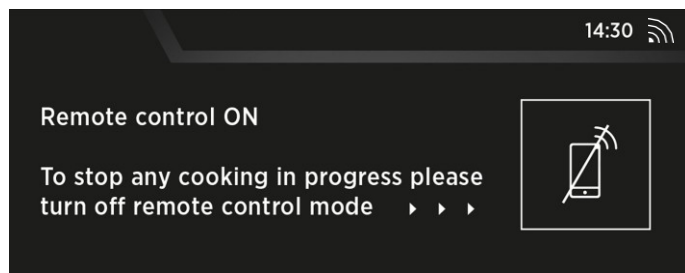 14:30
Remote control ON
To stop any cooking in progress please
turn off remote control mode